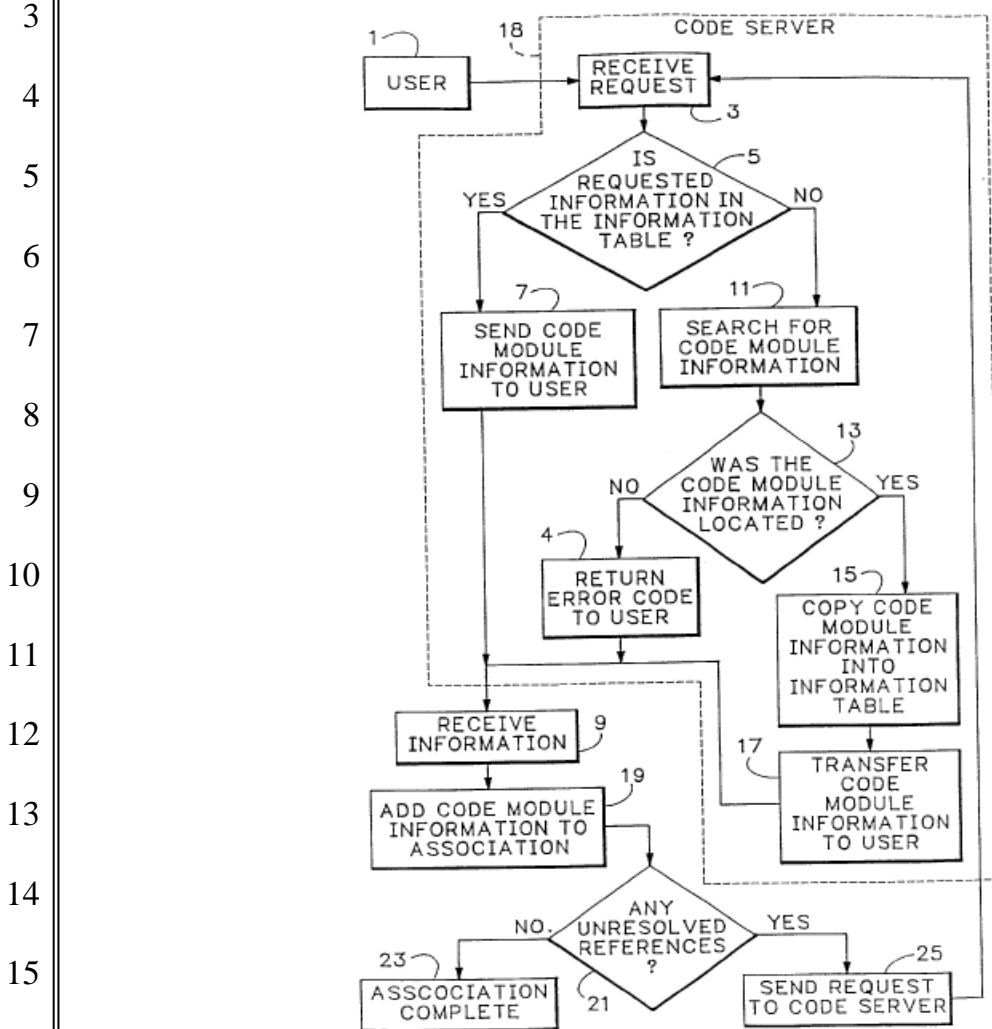 3
4
5
6
7
8
9
10
11
12
13
14
15
18
CODE SERVER
1
USER
RECEIVE
REQUEST
3
5
IS
REQUESTED
INFORMATION IN
THE INFORMATION
TABLE ?
YES
NO
7
SEND CODE
MODULE
INFORMATION
TO USER
11
SEARCH FOR
CODE MODULE
INFORMATION
13
WAS THE
CODE MODULE
INFORMATION
LOCATED ?
NO
YES
4
RETURN
ERROR CODE
TO USER
15
COPY CODE
MODULE
INFORMATION
INTO
INFORMATION
TABLE
RECEIVE
INFORMATION
9
17
TRANSFER
CODE
MODULE
INFORMATION
TO USER
19
ADD CODE MODULE
INFORMATION TO
ASSOCIATION
ANY
UNRESOLVED
REFERENCES
?
NO.
YES
21
23
ASSCOCIATION
COMPLETE
25
SEND REQUEST
TO CODE SERVER